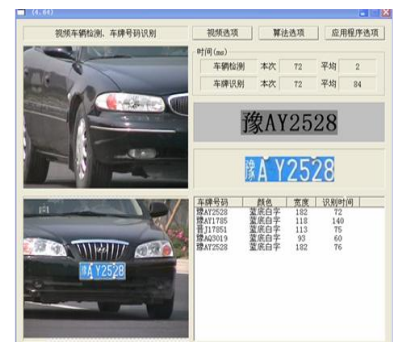 (4.04)
视频车辆检测、车牌号码识别
视频选项 算法选项 应用程序选项
时间(ms)
车辆检测 本次 72 平均 2
车牌识别 本次 72 平均 84
豫AY2528
豫A Y2528
车牌号码 颜色 宽度 识别时间
豫AY2528 蓝底白字 182 72
豫AY1785 蓝底白字 118 140
晋J17851 蓝底白字 113 75
豫AQ3019 蓝底白字 93 60
豫AY2528 蓝底白字 182 76
豫A Y2528